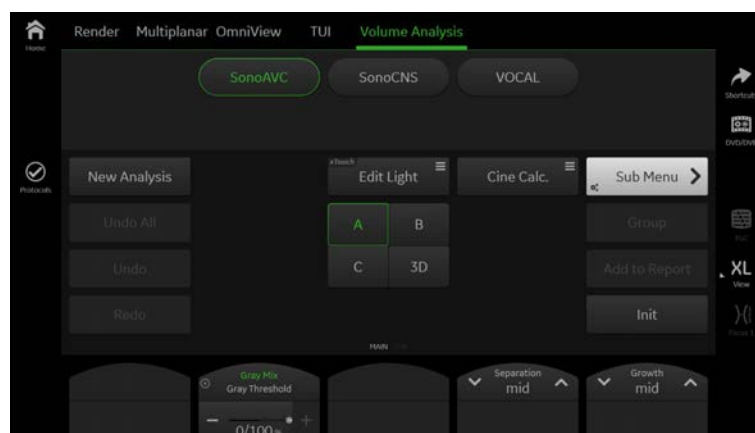 Render Multiplanar OmniView TUI Volume Analysis
Home
SonoAVC SonoCNS VOCAL
Shortcuts
DVD/DVR
New Analysis
xTouch
Edit Light
Cine Calc.
Sub Menu
Protocols
Undo All
A B
Group
Undo
C 3D
Add to Report
XL
View
Redo
Init
MAIN
Gray Mix
Gray Threshold
Separation
mid
Growth
mid
0/100